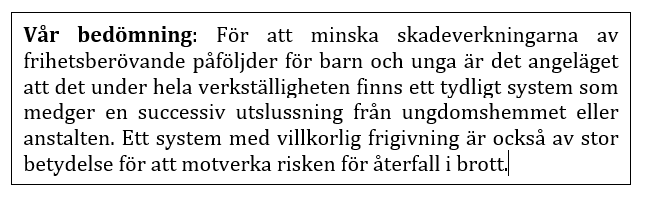 Vår bedömning: För att minska skadeverkningarna av
frihetsberövande påföljder för barn och unga är det angeläget
att det under hela verkställigheten finns ett tydligt system som
medger en successiv utslussning från ungdomshemmet eller
anstalten. Ett system med villkorlig frigivning är också av stor
betydelse för att motverka risken för återfall i brott.